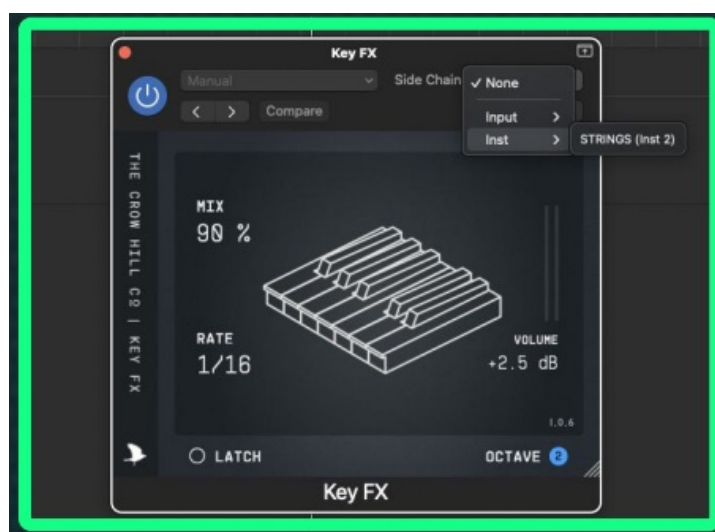 Key FX
Manual
Side Chain
None
Compare
Input
Inst
STRINGS (Inst 2)
THE CROW HILL CO | KEY FX
MIX
90 %
RATE
1/16
VOLUME
+2.5 dB
1.0.6
LATCH
OCTAVE 2
Key FX